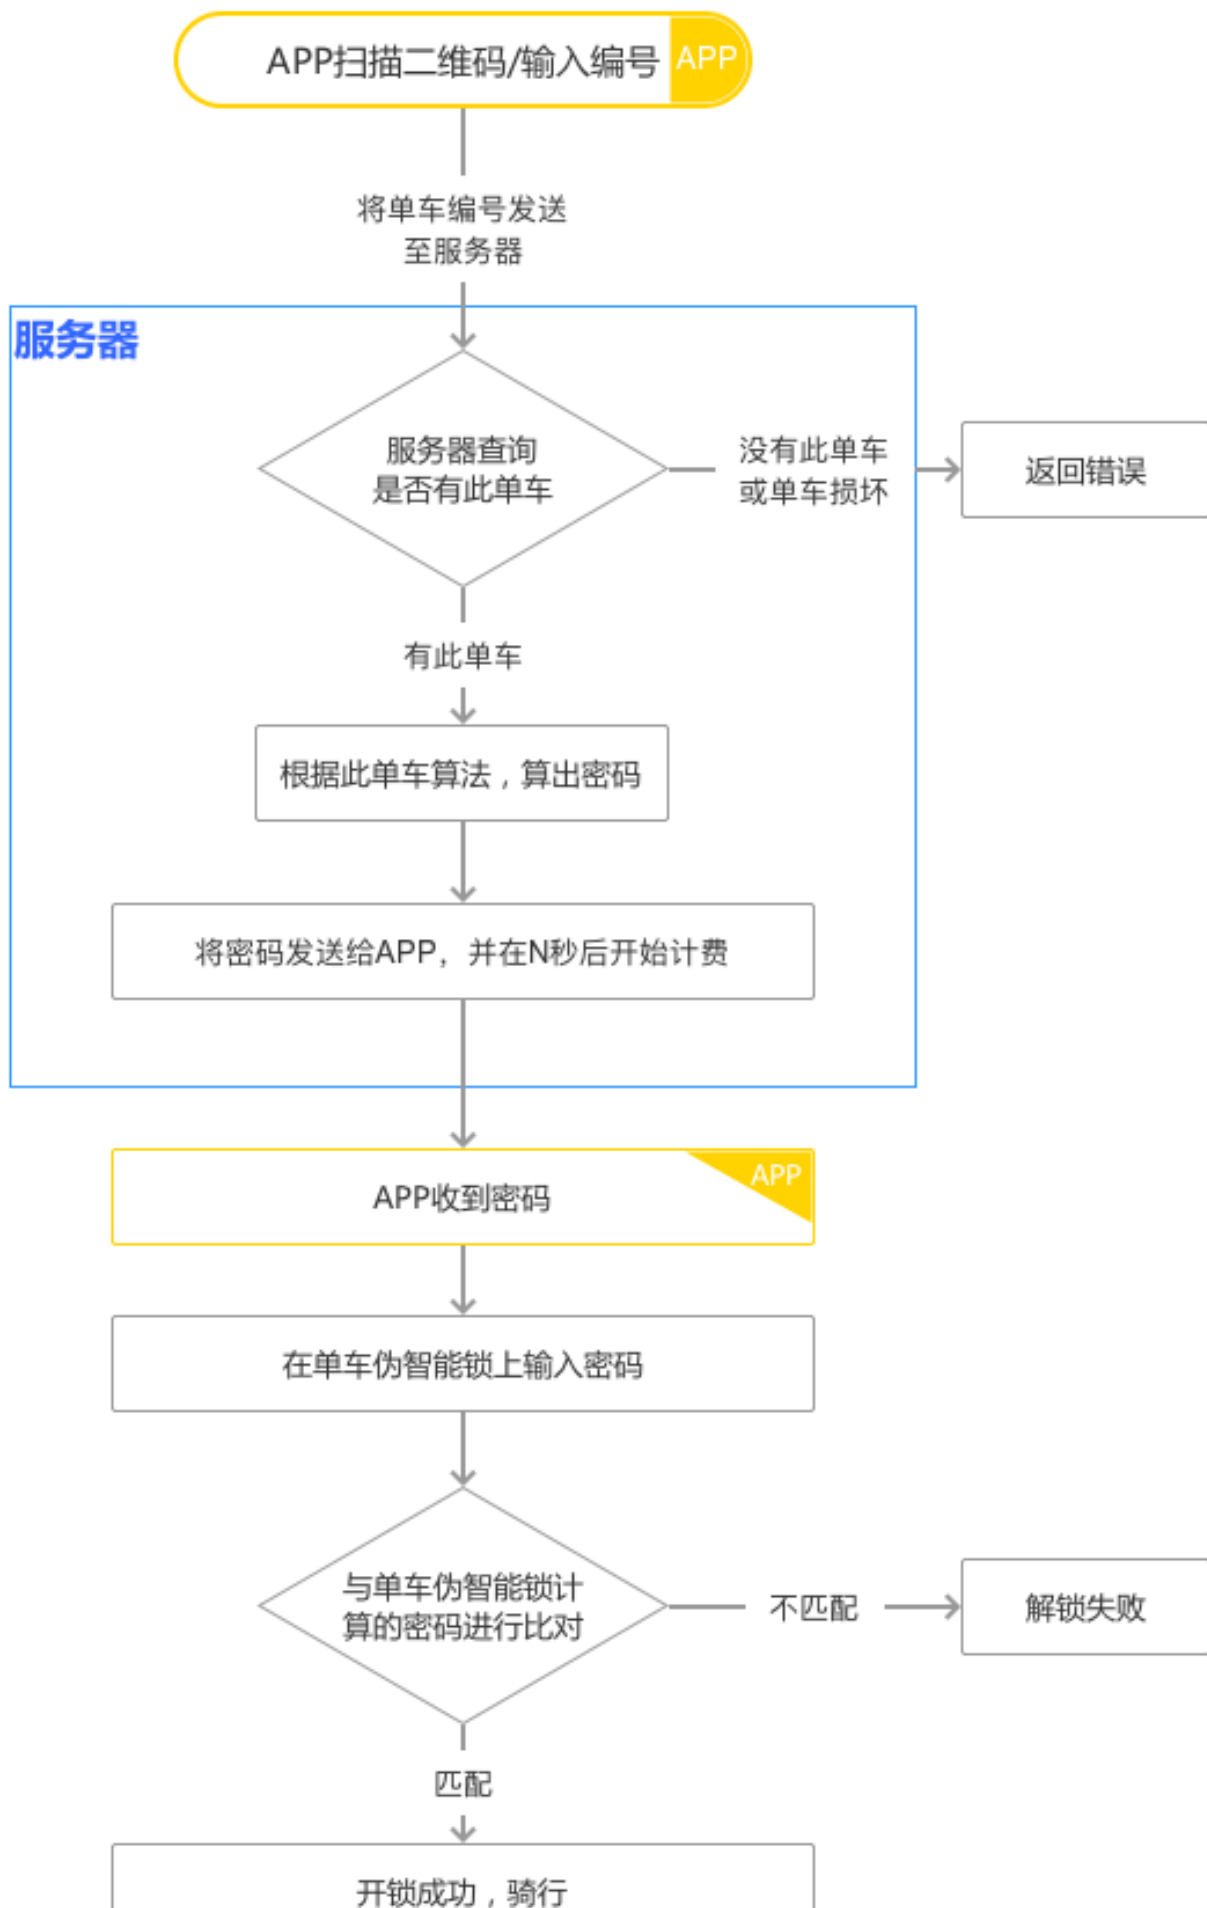 APP扫描二维码/输入编号
APP
将单车编号发送
至服务器
服务器
服务器查询
是否有此单车
没有此单车
或单车损坏
返回错误
有此单车
根据此单车算法，算出密码
将密码发送给APP，并在N秒后开始计费
APP
APP收到密码
在单车伪智能锁上输入密码
与单车伪智能锁计
算的密码进行比对
不匹配
解锁失败
匹配
开锁成功，骑行